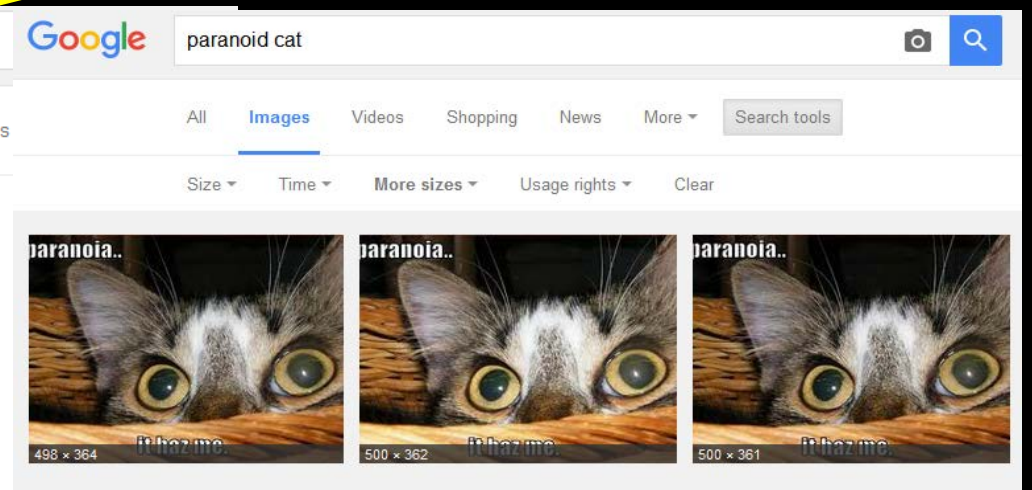 Google paranoid cat
s
All Images Videos Shopping News More Search tools
Size Time More sizes Usage rights Clear
paranoia.. paranoia.. paranoia..
it haz me. it haz me. it haz me.
498 × 364 500 × 362 500 × 361